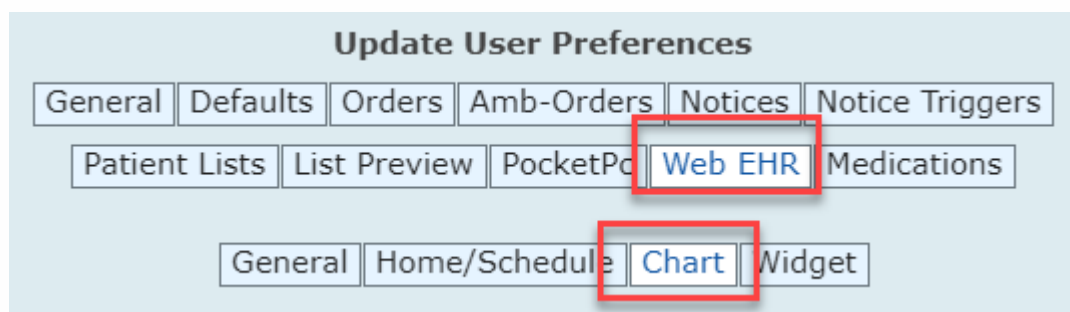 Update User Preferences
General Defaults Orders Amb-Orders Notices Notice Triggers
Patient Lists List Preview PocketPc Web EHR Medications
General Home/Schedule Chart Widget